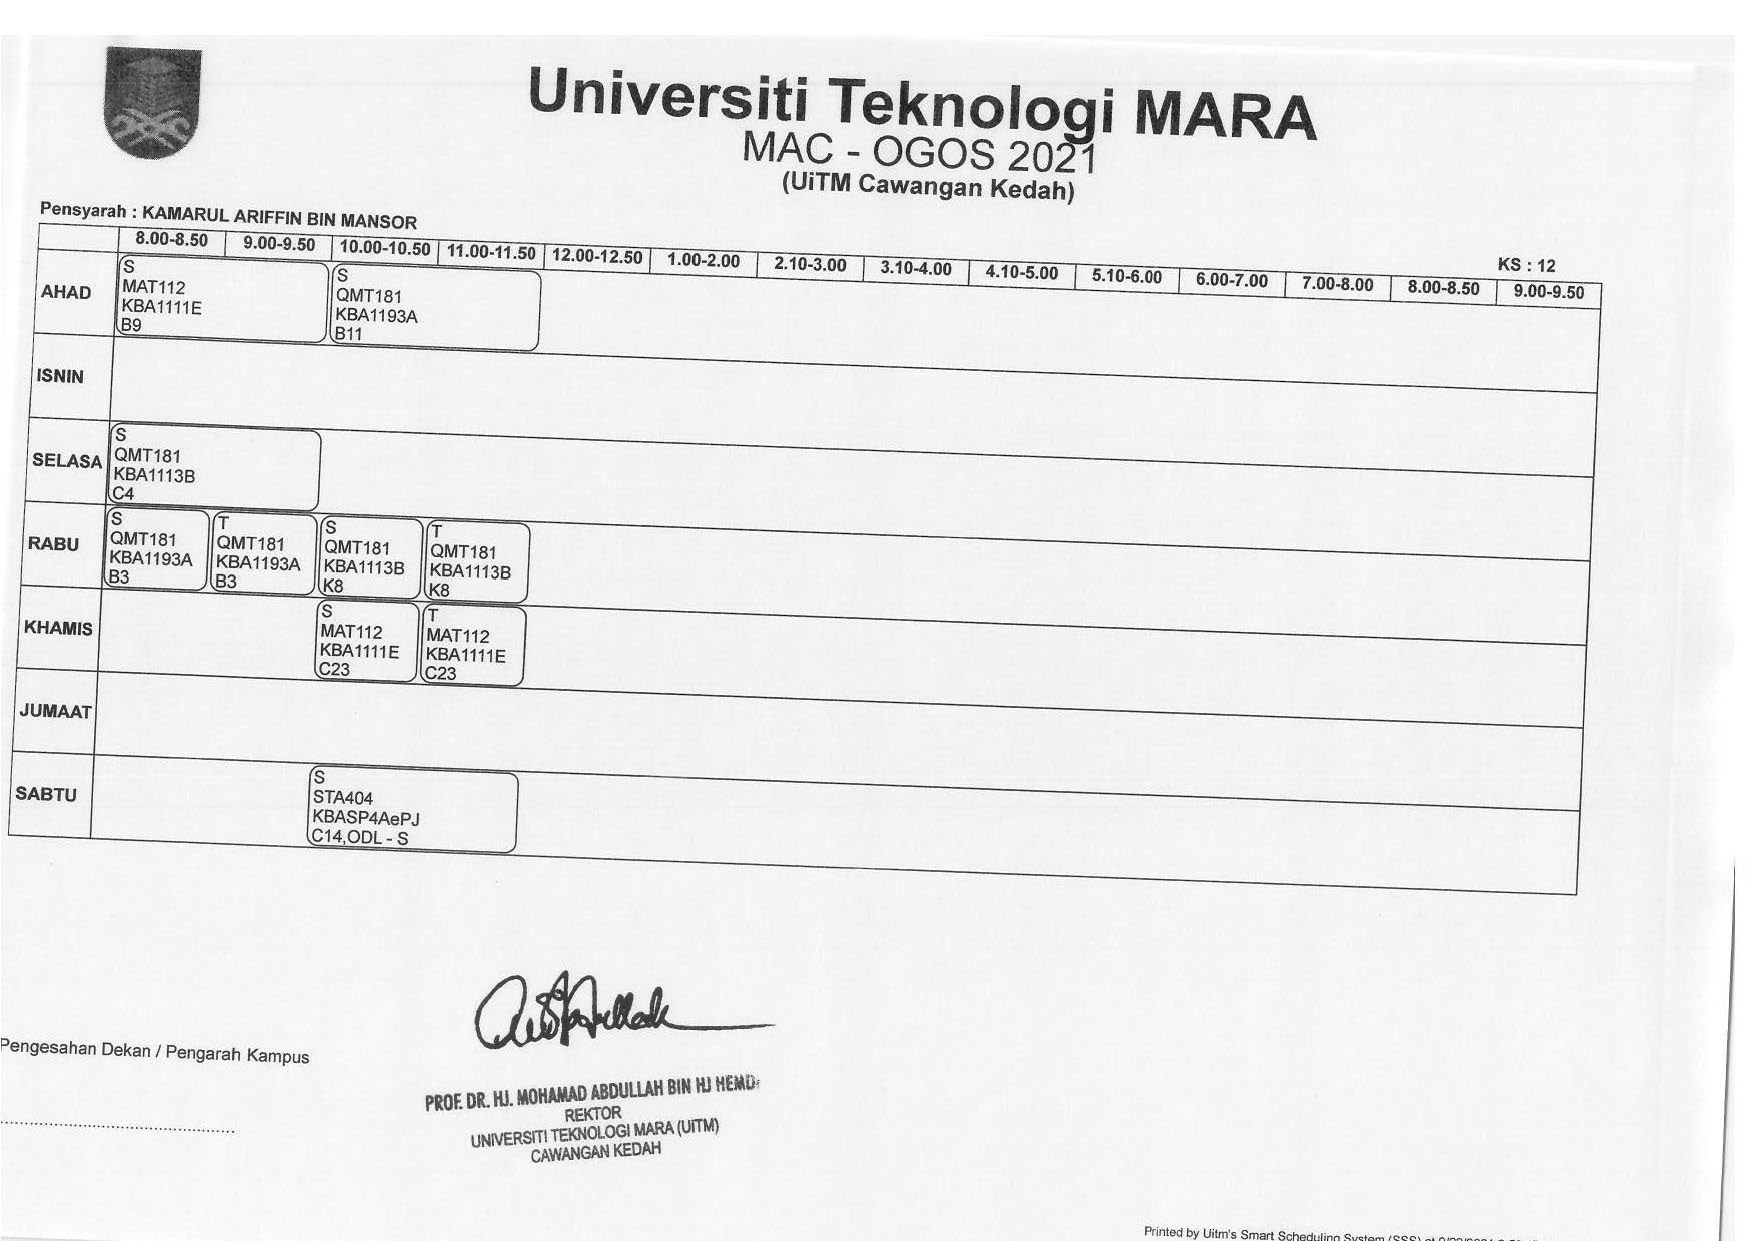 Universiti Teknologi MARA
MAC - OGOS 2021
(UiTM Cawangan Kedah)
Pensyarah : KAMARUL ARIFFIN BIN MANSOR
KS : 12
8.00-8.50 9.00-9.50 10.00-10.50 11.00-11.50 12.00-12.50 1.00-2.00 2.10-3.00 3.10-4.00 4.10-5.00 5.10-6.00 6.00-7.00 7.00-8.00 8.00-8.50 9.00-9.50
AHAD
S
MAT112
KBA1111E
B9
S
QMT181
KBA1193A
B11
ISNIN
SELASA
S
QMT181
KBA1113B
C4
RABU
S
QMT181
KBA1193A
B3
T
QMT181
KBA1193A
B3
S
QMT181
KBA1113B
K8
T
QMT181
KBA1113B
K8
KHAMIS
S
MAT112
KBA1111E
C23
T
MAT112
KBA1111E
C23
JUMAAT
SABTU
S
STA404
KBASP4AePJ
C14,ODL - S
Pengesahan Dekan / Pengarah Kampus
PROF. DR. HJ. MOHAMAD ABDULLAH BIN HJ HEMD
REKTOR
UNIVERSITI TEKNOLOGI MARA (UiTM)
CAWANGAN KEDAH
Printed by Uitm's Smart Scheduling System (SSS) at